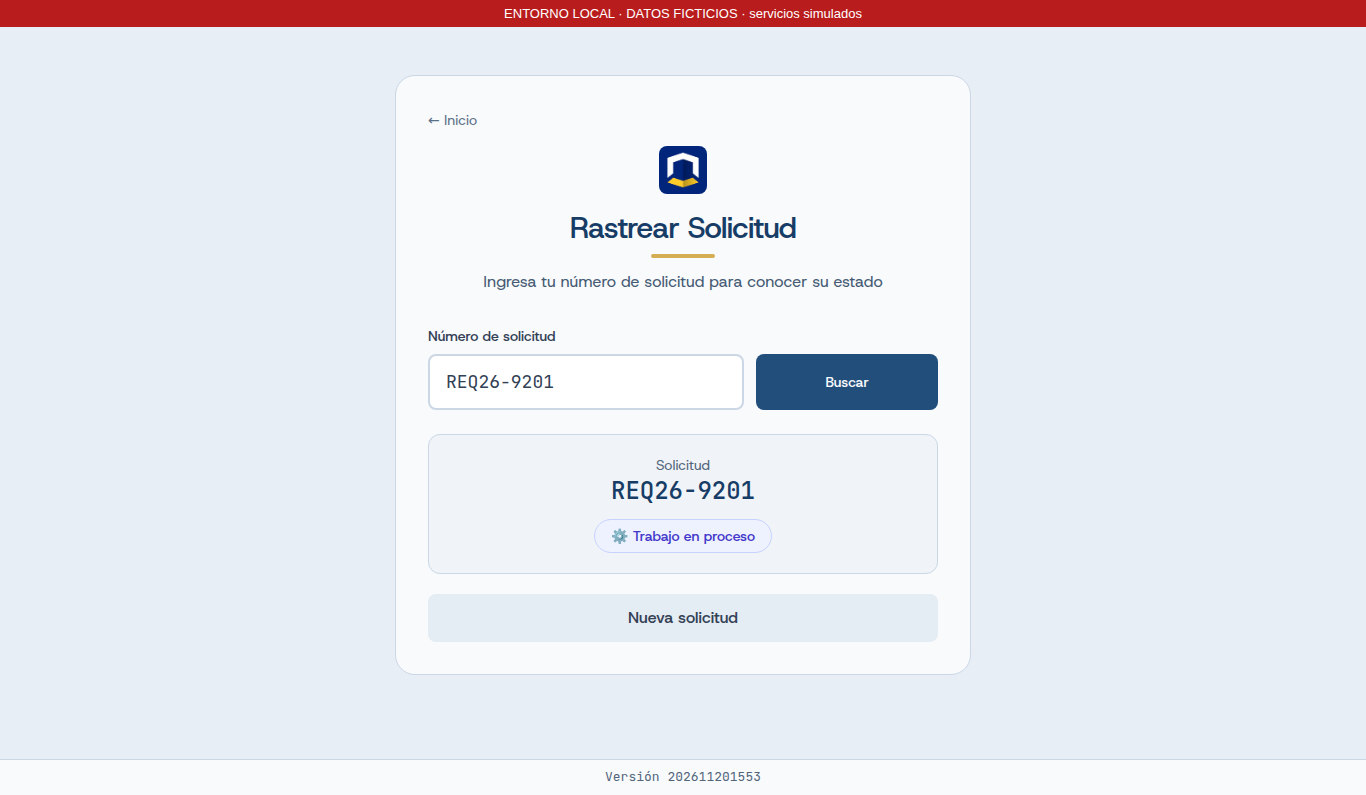 ENTORNO LOCAL · DATOS FICTICIOS · servicios simulados
← Inicio
Rastrear Solicitud
Ingresa tu número de solicitud para conocer su estado
Número de solicitud
REQ26-9201
Buscar
Solicitud
REQ26-9201
⚙️ Trabajo en proceso
Nueva solicitud
Versión 202611201553